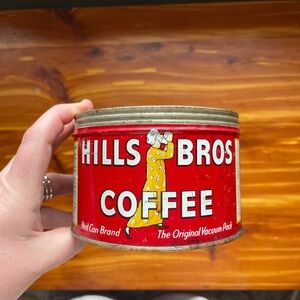 HILLS BROS
COFFEE
Red Can Brand The Original Vacuum Pack